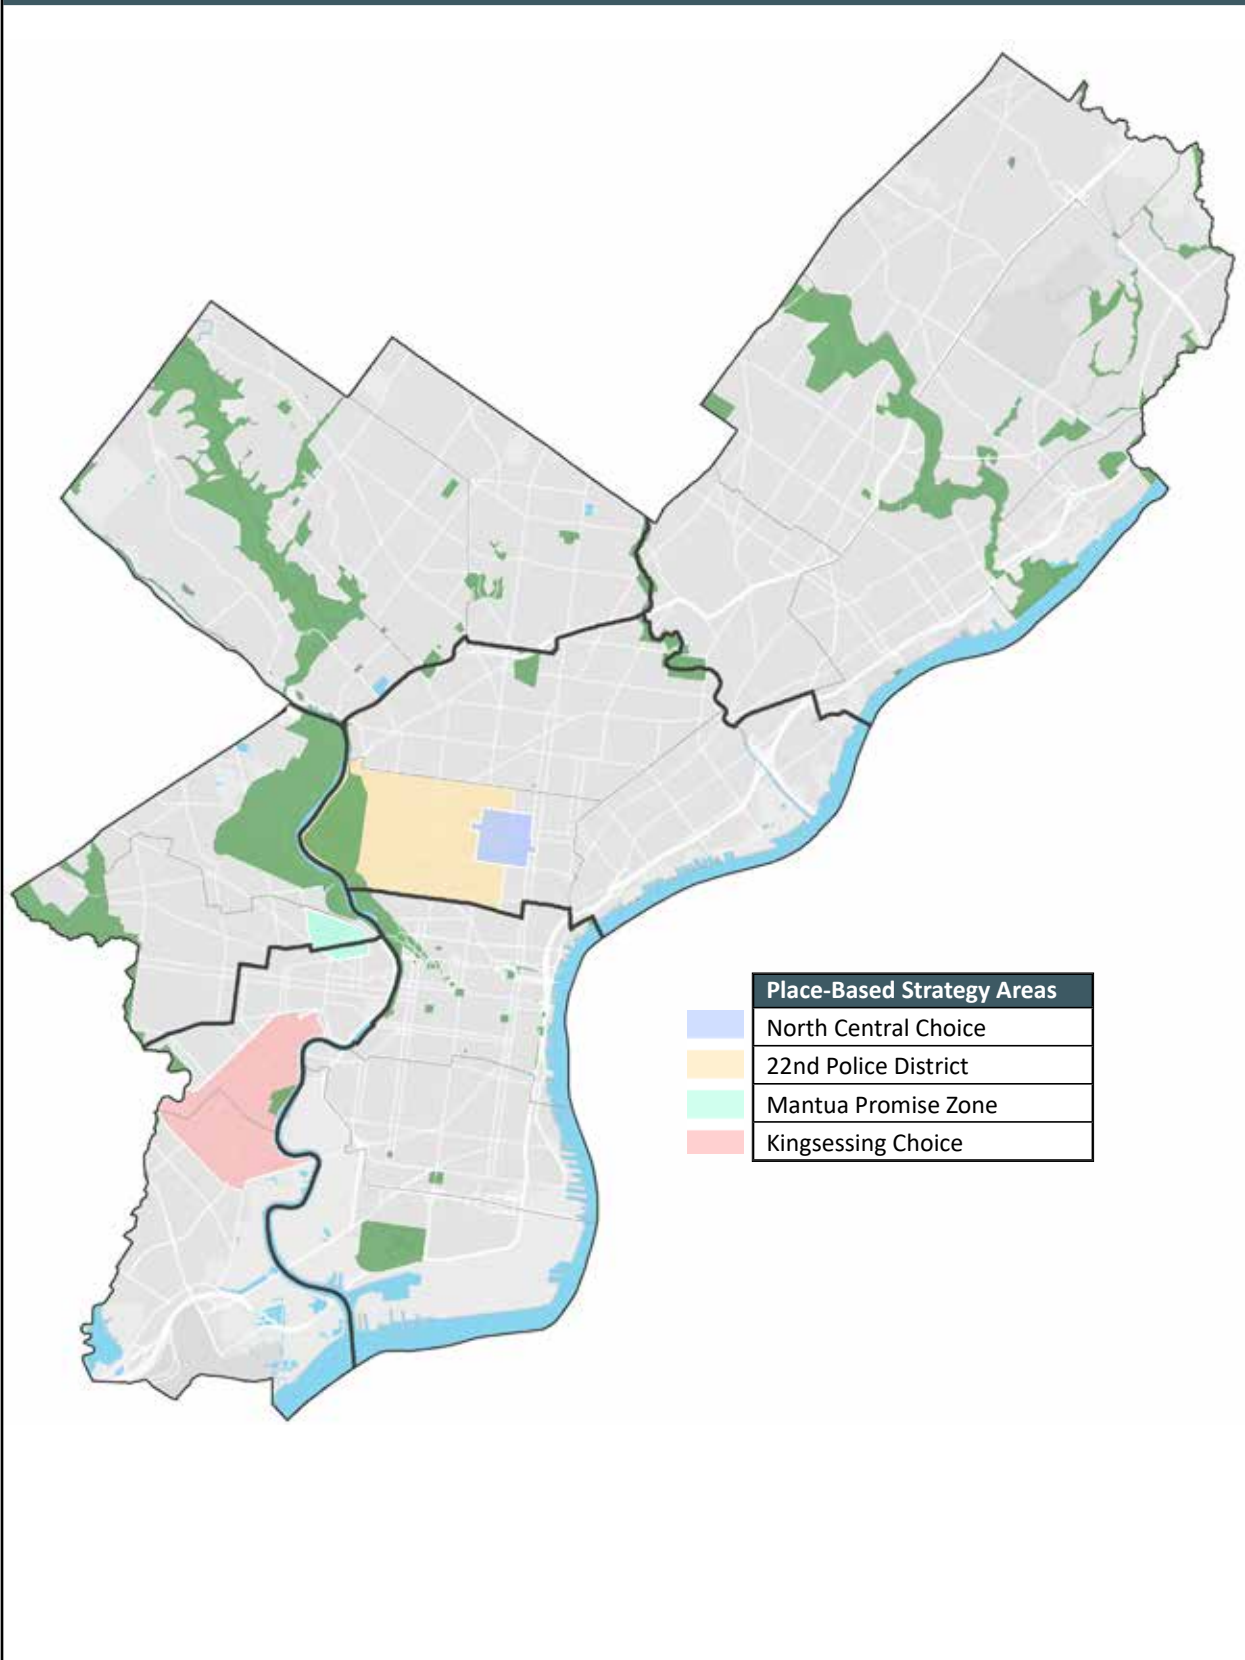 Place-Based Strategy Areas
North Central Choice
22nd Police District
Mantua Promise Zone
Kingsessing Choice